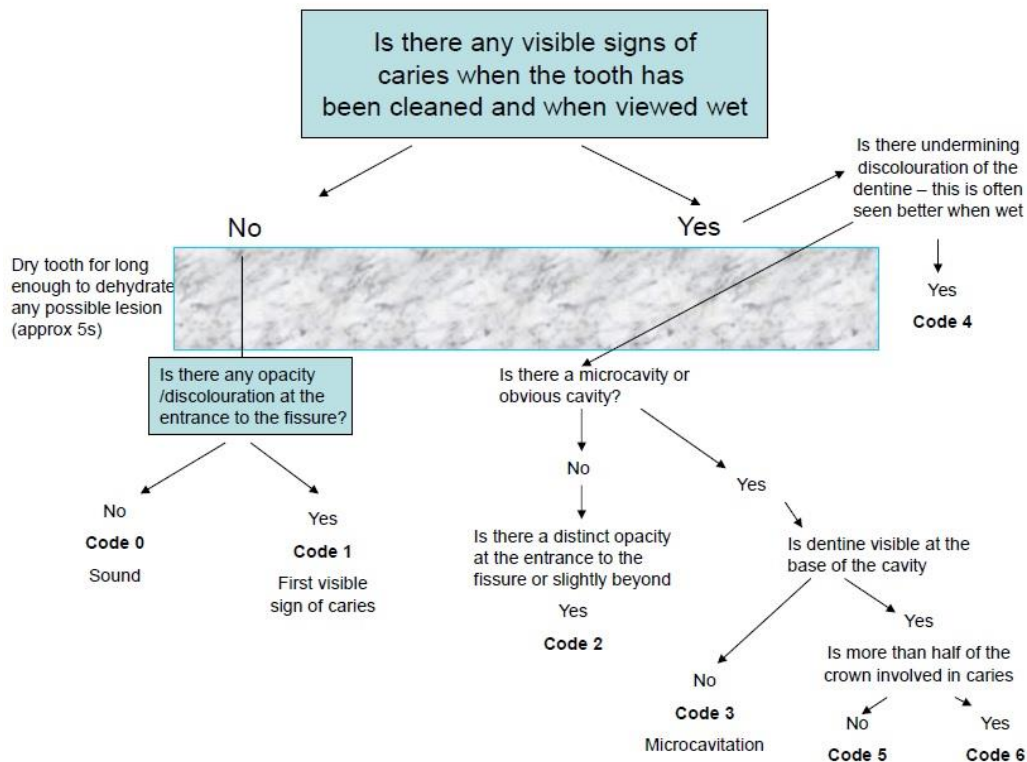 Is there any visible signs of
caries when the tooth has
been cleaned and when viewed wet
Is there undermining
discolouration of the
dentine – this is often
seen better when wet
No
Yes
Yes
Code 4
Dry tooth for long
enough to dehydrate
any possible lesion
(approx 5s)
Is there any opacity
/discolouration at the
entrance to the fissure?
Is there a microcavity or
obvious cavity?
No
Code 0
Sound
Yes
Code 1
First visible
sign of caries
No
Is there a distinct opacity
at the entrance to the
fissure or slightly beyond
Yes
Code 2
Yes
Is dentine visible at the
base of the cavity
No
Code 3
Microcavitation
Yes
Is more than half of the
crown involved in caries
No
Code 5
Yes
Code 6